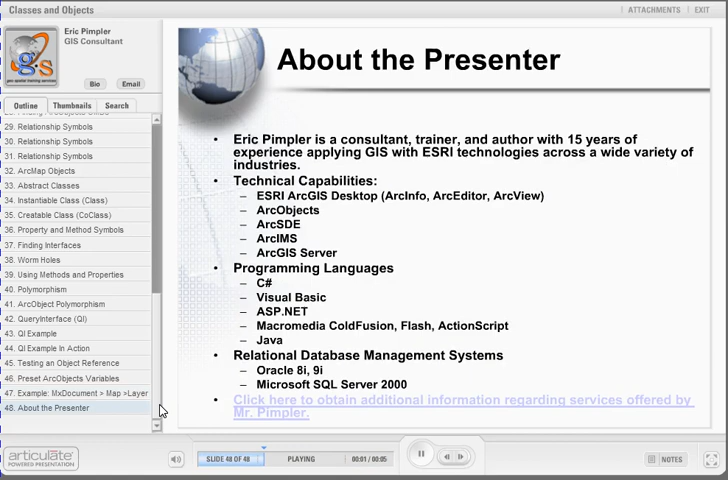 Classes and Objects
ATTACHMENTS
EXIT
Eric Pimpler
GIS Consultant
Bio
Email
Outline
Thumbnails
Search
29. Relationship Symbols
30. Relationship Symbols
31. Relationship Symbols
32. ArcMap Objects
33. Abstract Classes
34. Instantiable Class (Class)
35. Creatable Class (CoClass)
36. Property and Method Symbols
37. Finding Interfaces
38. Worm Holes
39. Using Methods and Properties
40. Polymorphism
41. ArcObject Polymorphism
42. QueryInterface (QI)
43. QI Example
44. QI Example In Action
45. Testing an Object Reference
46. Preset ArcObjects Variables
47. Example: MxDocument > Map >Layer
48. About the Presenter
About the Presenter
• Eric Pimpler is a consultant, trainer, and author with 15 years of
experience applying GIS with ESRI technologies across a wide variety of
industries.
• Technical Capabilities:
– ESRI ArcGIS Desktop (ArcInfo, ArcEditor, ArcView)
– ArcObjects
– ArcSDE
– ArcIMS
– ArcGIS Server
• Programming Languages
– C#
– Visual Basic
– ASP.NET
– Macromedia ColdFusion, Flash, ActionScript
– Java
• Relational Database Management Systems
– Oracle 8i, 9i
– Microsoft SQL Server 2000
• Click here to obtain additional information regarding services offered by
Mr. Pimpler.
articulate
POWERED PRESENTATION
SLIDE 48 OF 48
PLAYING
00:01 / 00:05
NOTES